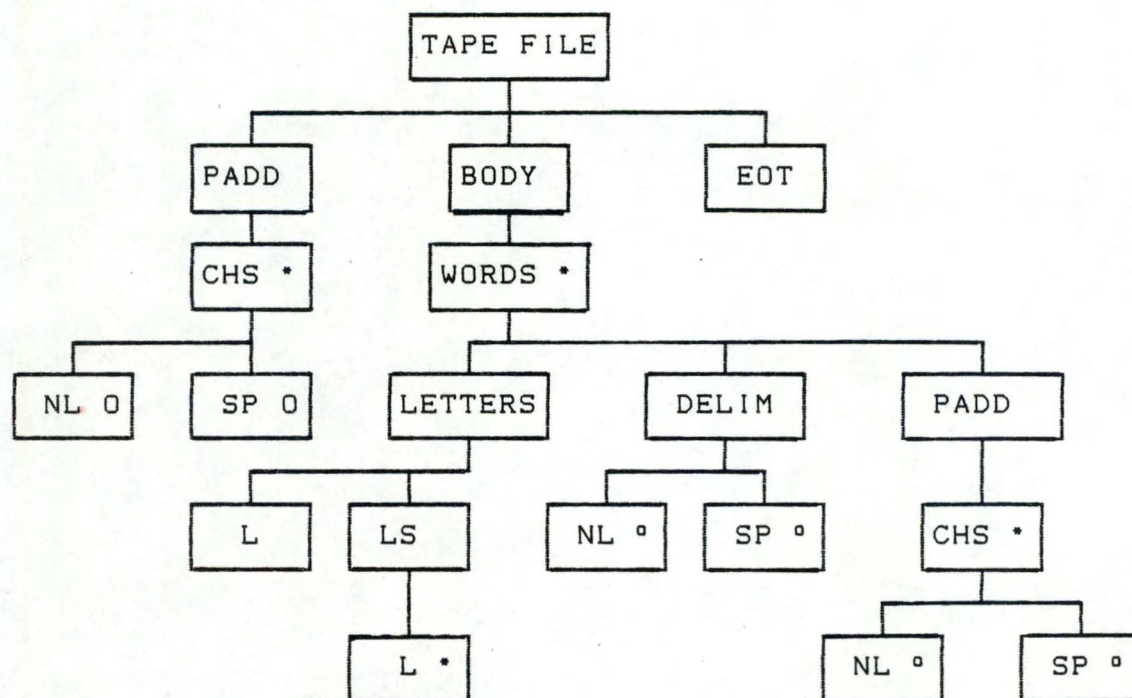 TAPE FILE
PADD BODY EOT
CHS * WORDS *
NL O SP O LETTERS DELIM PADD
L LS NL º SP º CHS *
L * NL º SP º